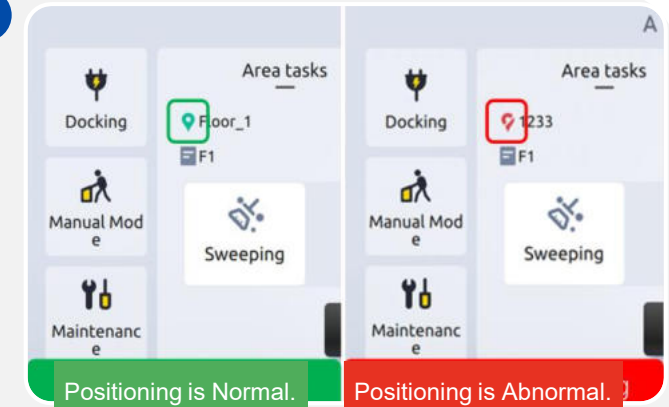 Area tasks
Docking
Floor_1
F1
Manual Mod
e
Sweeping
Maintenanc
e
Positioning is Normal.
A
Area tasks
Docking
1233
F1
Manual Mod
e
Sweeping
Maintenanc
e
Positioning is Abnormal.